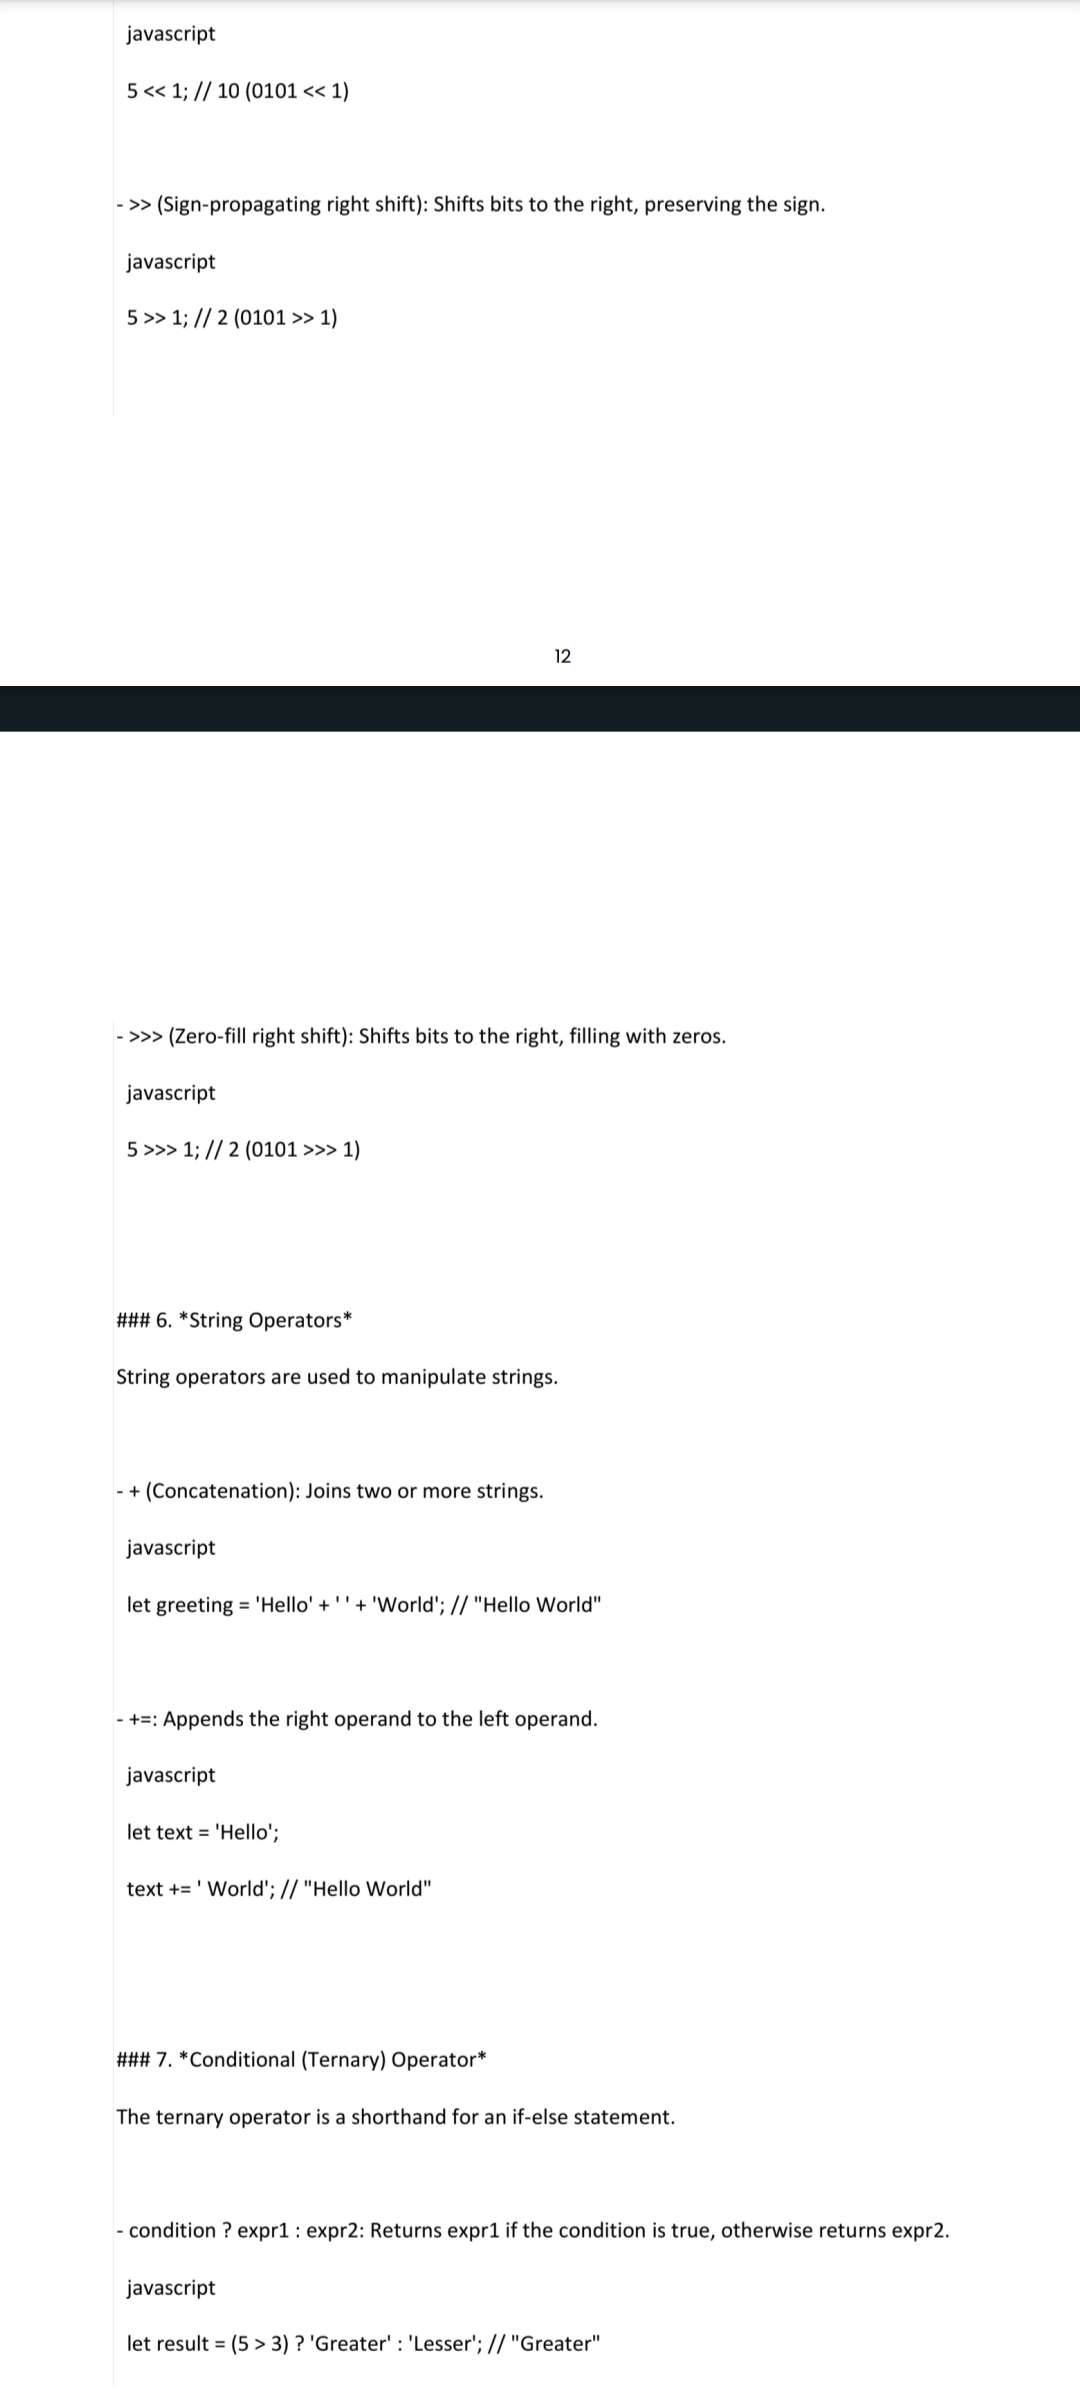 javascript
5 << 1; // 10 (0101 << 1)
- >> (Sign-propagating right shift): Shifts bits to the right, preserving the sign.
javascript
5 >> 1; // 2 (0101 >> 1)
12
- >>> (Zero-fill right shift): Shifts bits to the right, filling with zeros.
javascript
5 >>> 1; // 2 (0101 >>> 1)
### 6. *String Operators*
String operators are used to manipulate strings.
- + (Concatenation): Joins two or more strings.
javascript
let greeting = 'Hello' + ' ' + 'World'; // "Hello World"
- +=: Appends the right operand to the left operand.
javascript
let text = 'Hello';
text += ' World'; // "Hello World"
### 7. *Conditional (Ternary) Operator*
The ternary operator is a shorthand for an if-else statement.
- condition ? expr1 : expr2: Returns expr1 if the condition is true, otherwise returns expr2.
javascript
let result = (5 > 3) ? 'Greater' : 'Lesser'; // "Greater"